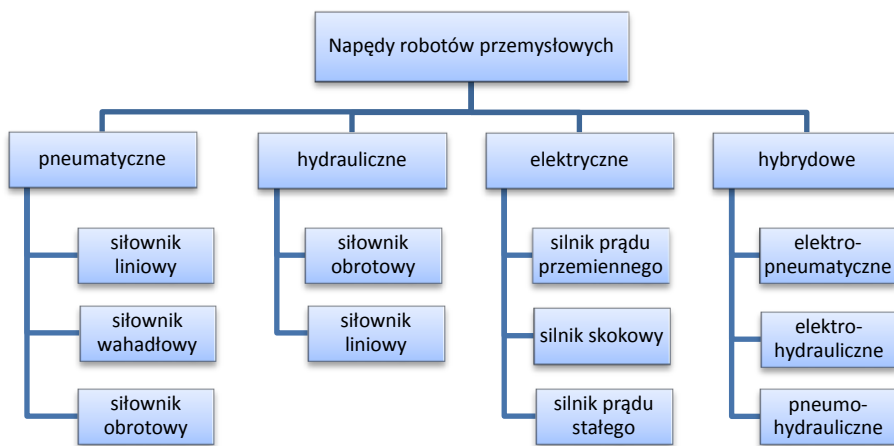 Napędy robotów przemysłowych
pneumatyczne
siłownik
liniowy
siłownik
wahadłowy
siłownik
obrotowy
hydrauliczne
siłownik
obrotowy
siłownik
liniowy
elektryczne
silnik prądu
przemiennego
silnik skokowy
silnik prądu
stałego
hybrydowe
elektro-
pneumatyczne
elektro-
hydrauliczne
pneumo-
hydrauliczne